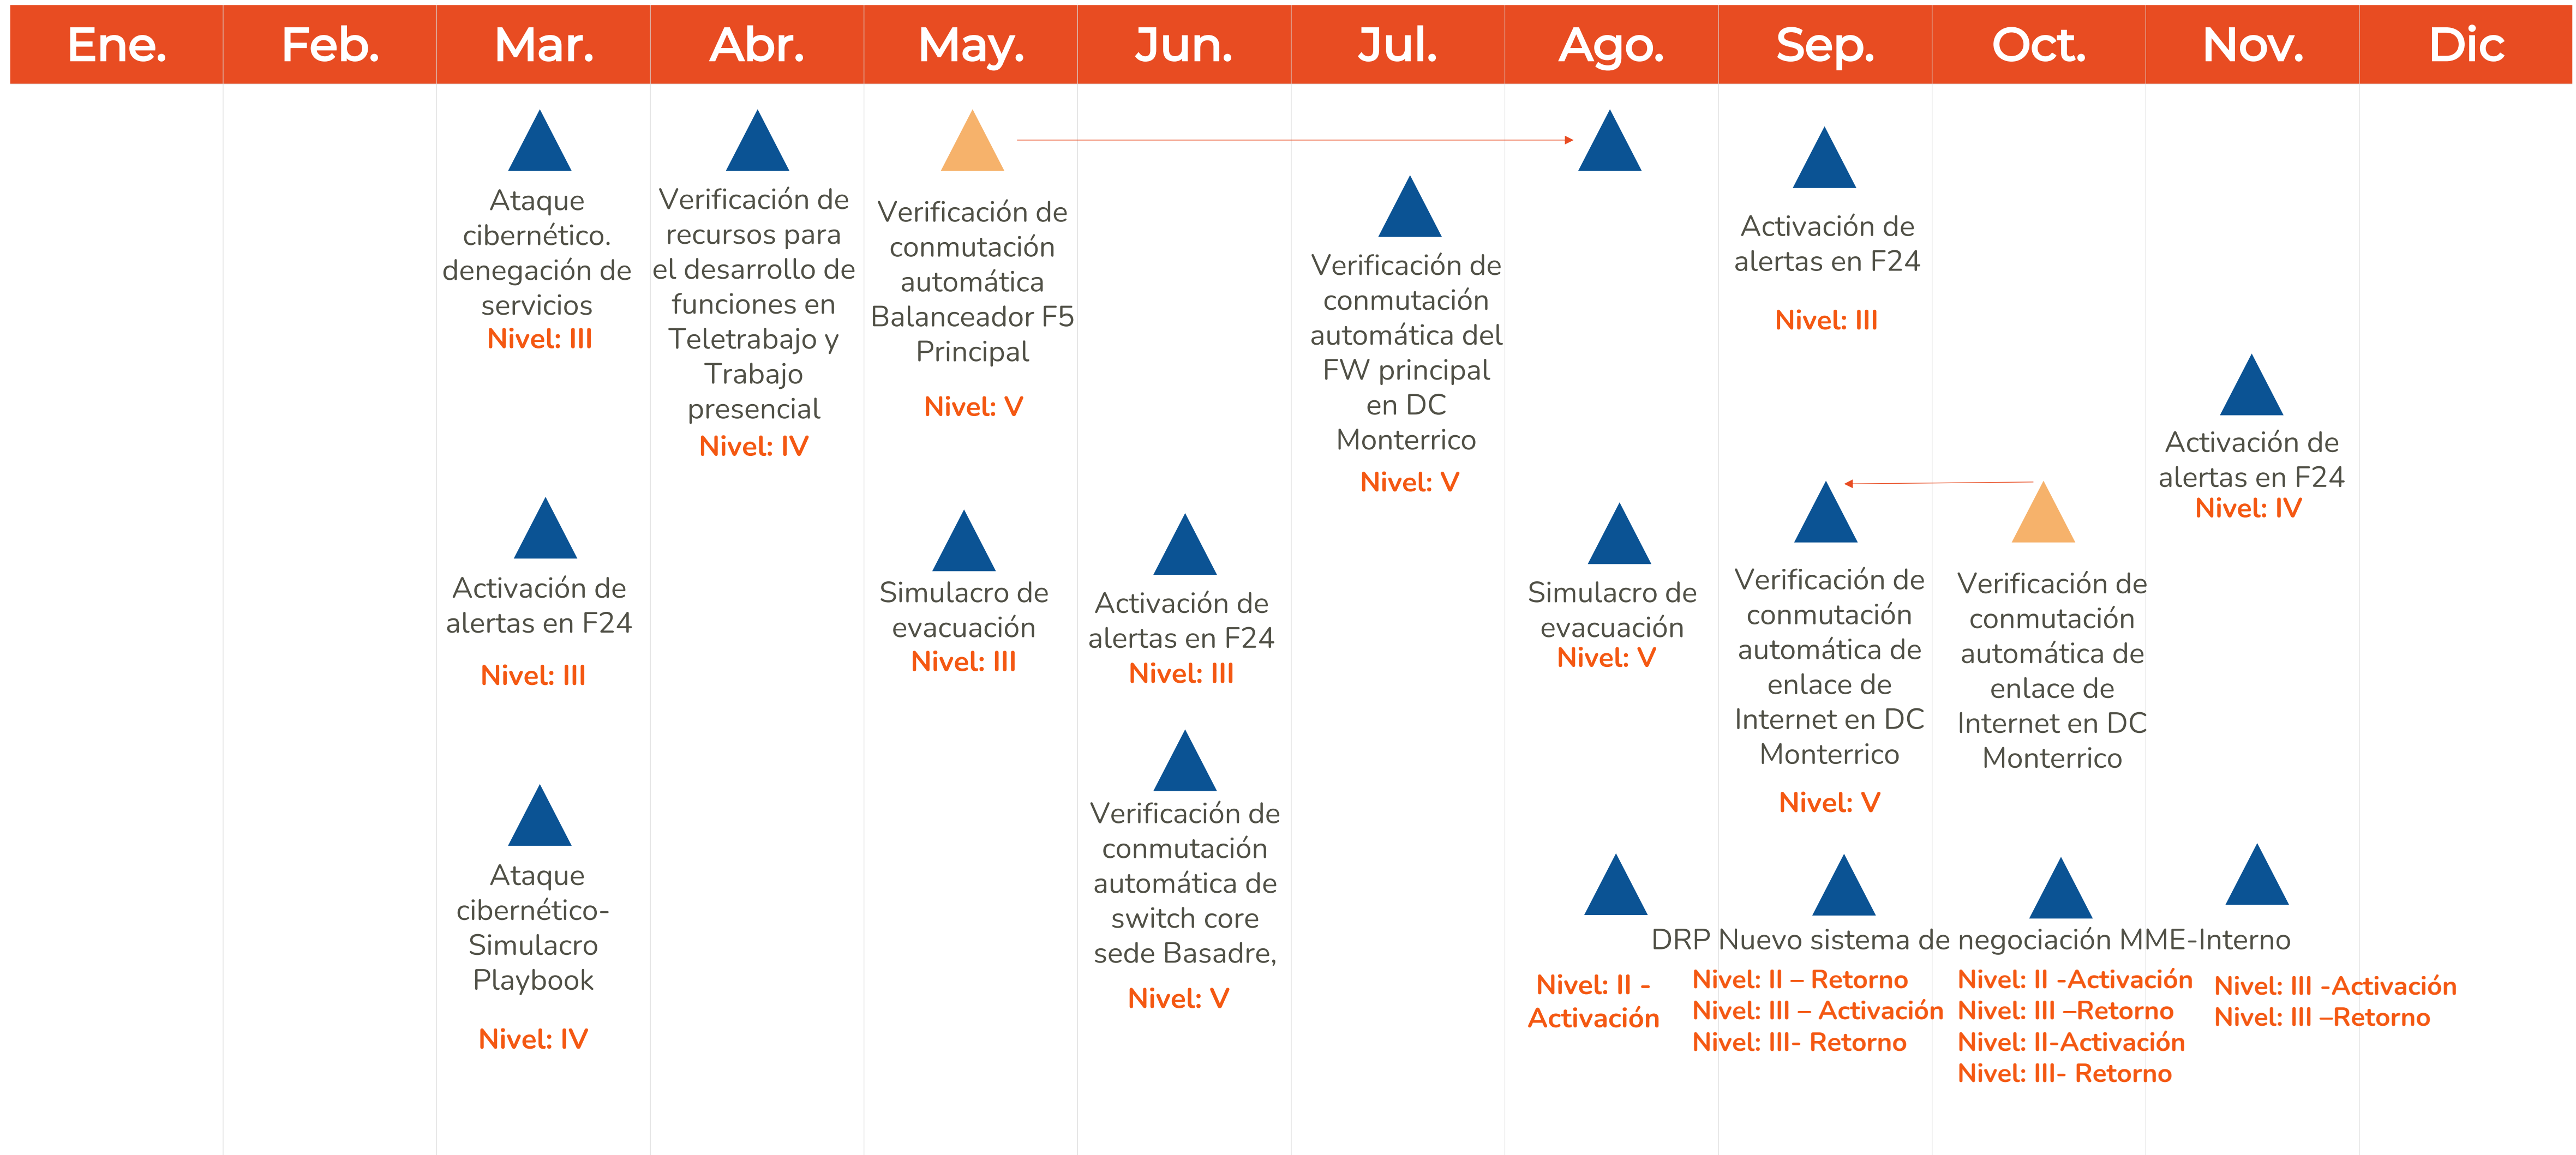 Ene.
Feb.
Mar.
Abr.
May.
Jun.
Jul.
Ago.
Sep.
Oct.
Nov.
Dic
Ataque
cibernético.
denegación de
servicios
Nivel: III
Activación de
alertas en F24
Nivel: III
Ataque
cibernético-
Simulacro
Playbook
Nivel: IV
Verificación de
recursos para
el desarrollo de
funciones en
Teletrabajo y
Trabajo
presencial
Nivel: IV
Verificación de
conmutación
automática
Balanceador F5
Principal
Nivel: V
Simulacro de
evacuación
Nivel: III
Activación de
alertas en F24
Nivel: III
Verificación de
conmutación
automática de
switch core
sede Basadre,
Nivel: V
Verificación de
conmutación
automática del
FW principal
en DC
Monterrico
Nivel: V
Simulacro de
evacuación
Nivel: V
Activación de
alertas en F24
Nivel: III
Verificación de
conmutación
automática de
enlace de
Internet en DC
Monterrico
Nivel: V
Verificación de
conmutación
automática de
enlace de
Internet en DC
Monterrico
Activación de
alertas en F24
Nivel: IV
DRP Nuevo sistema de negociación MME-Interno
Nivel: II -
Activación
Nivel: II – Retorno
Nivel: III – Activación
Nivel: III- Retorno
Nivel: II -Activación
Nivel: III –Retorno
Nivel: II-Activación
Nivel: III- Retorno
Nivel: III -Activación
Nivel: III –Retorno